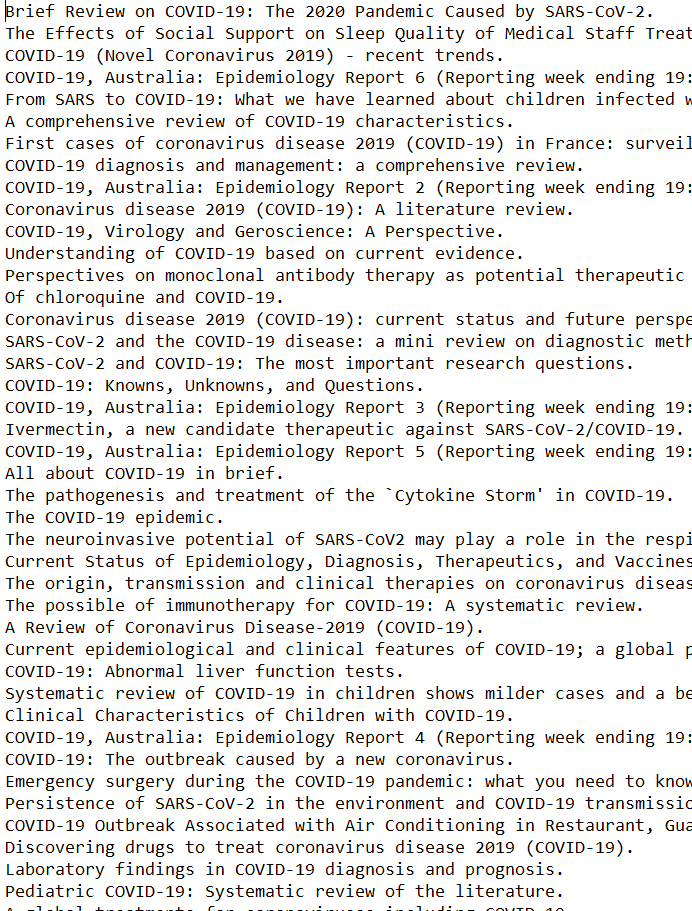 Brief Review on COVID-19: The 2020 Pandemic Caused by SARS-CoV-2.
The Effects of Social Support on Sleep Quality of Medical Staff Treat
COVID-19 (Novel Coronavirus 2019) - recent trends.
COVID-19, Australia: Epidemiology Report 6 (Reporting week ending 19:
From SARS to COVID-19: What we have learned about children infected w
A comprehensive review of COVID-19 characteristics.
First cases of coronavirus disease 2019 (COVID-19) in France: surveil
COVID-19 diagnosis and management: a comprehensive review.
COVID-19, Australia: Epidemiology Report 2 (Reporting week ending 19:
Coronavirus disease 2019 (COVID-19): A literature review.
COVID-19, Virology and Geroscience: A Perspective.
Understanding of COVID-19 based on current evidence.
Perspectives on monoclonal antibody therapy as potential therapeutic
Of chloroquine and COVID-19.
Coronavirus disease 2019 (COVID-19): current status and future perspe
SARS-CoV-2 and the COVID-19 disease: a mini review on diagnostic meth
SARS-CoV-2 and COVID-19: The most important research questions.
COVID-19: Knowns, Unknowns, and Questions.
COVID-19, Australia: Epidemiology Report 3 (Reporting week ending 19:
Ivermectin, a new candidate therapeutic against SARS-CoV-2/COVID-19.
COVID-19, Australia: Epidemiology Report 5 (Reporting week ending 19:
All about COVID-19 in brief.
The pathogenesis and treatment of the `Cytokine Storm' in COVID-19.
The COVID-19 epidemic.
The neuroinvasive potential of SARS-CoV2 may play a role in the respi
Current Status of Epidemiology, Diagnosis, Therapeutics, and Vaccines
The origin, transmission and clinical therapies on coronavirus diseas
The possible of immunotherapy for COVID-19: A systematic review.
A Review of Coronavirus Disease-2019 (COVID-19).
Current epidemiological and clinical features of COVID-19; a global p
COVID-19: Abnormal liver function tests.
Systematic review of COVID-19 in children shows milder cases and a be
Clinical Characteristics of Children with COVID-19.
COVID-19, Australia: Epidemiology Report 4 (Reporting week ending 19:
COVID-19: The outbreak caused by a new coronavirus.
Emergency surgery during the COVID-19 pandemic: what you need to know
Persistence of SARS-CoV-2 in the environment and COVID-19 transmissio
COVID-19 Outbreak Associated with Air Conditioning in Restaurant, Gua
Discovering drugs to treat coronavirus disease 2019 (COVID-19).
Laboratory findings in COVID-19 diagnosis and prognosis.
Pediatric COVID-19: Systematic review of the literature.